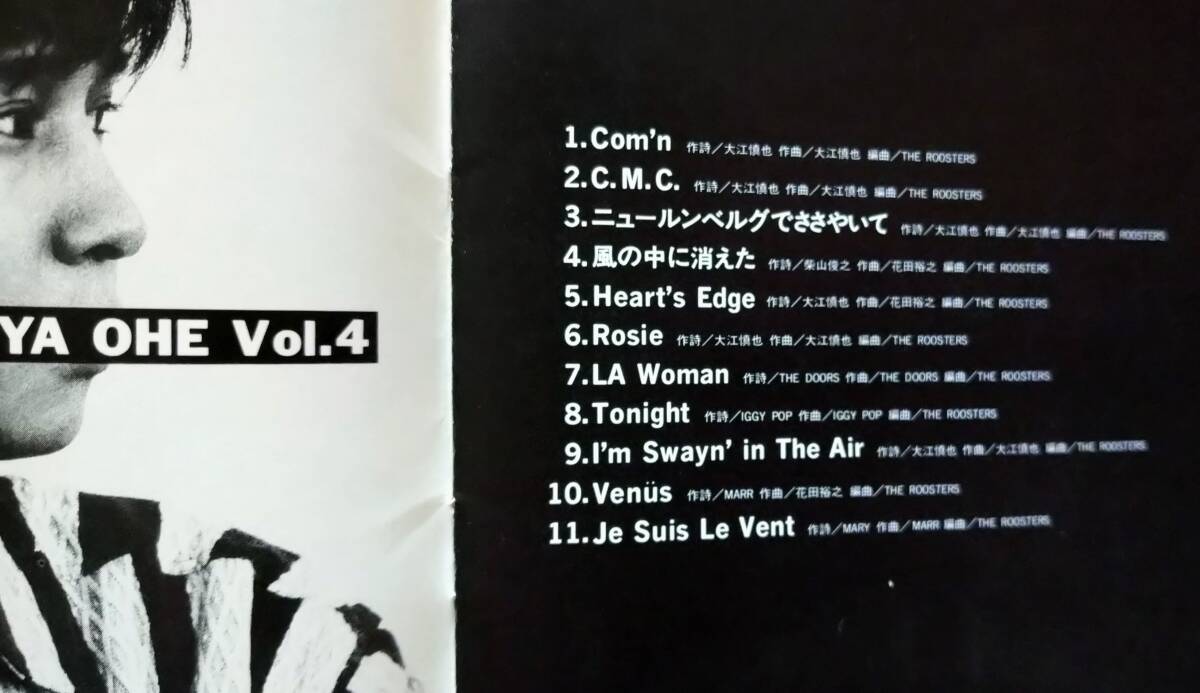 YA OHE Vol.4
1.Com'n 作詩／大江慎也 作曲／大江慎也 編曲／THE ROOSTERS
2.C.M.C. 作詩／大江慎也 作曲／大江慎也 編曲／THE ROOSTERS
3.ニュールンベルグでささやいて 作詩／大江慎也 作曲／大江慎也 編曲／THE ROOSTERS
4.風の中に消えた 作詩／柴山俊之 作曲／花田裕之 編曲／THE ROOSTERS
5.Heart's Edge 作詩／大江慎也 作曲／花田裕之 編曲／THE ROOSTERS
6.Rosie 作詩／大江慎也 作曲／大江慎也 編曲／THE ROOSTERS
7.LA Woman 作詩／THE DOORS 作曲／THE DOORS 編曲／THE ROOSTERS
8.Tonight 作詩／IGGY POP 作曲／IGGY POP 編曲／THE ROOSTERS
9.I'm Swayn' in The Air 作詩／大江慎也 作曲／大江慎也 編曲／THE ROOSTERS
10.Venüs 作詩／MARR 作曲／花田裕之 編曲／THE ROOSTERS
11.Je Suis Le Vent 作詩／MARY 作曲／MARR 編曲／THE ROOSTERS